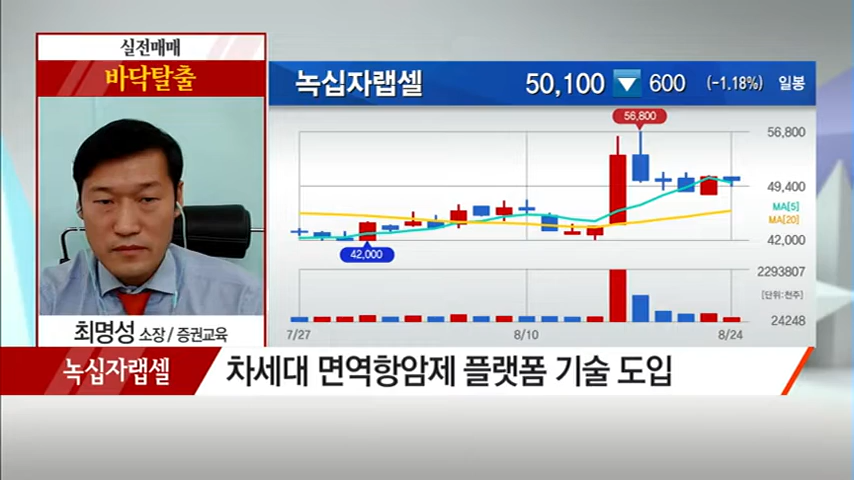 실전매매
바닥탈출
최명성 소장 / 증권교육
녹십자랩셀 50,100 ▼ 600 (-1.18%) 일봉
56,800
56,800
49,400
MA[5]
MA[20]
42,000
42,000
2293807
[단위:천주]
24248
7/27 8/10 8/24
녹십자랩셀 차세대 면역항암제 플랫폼 기술 도입